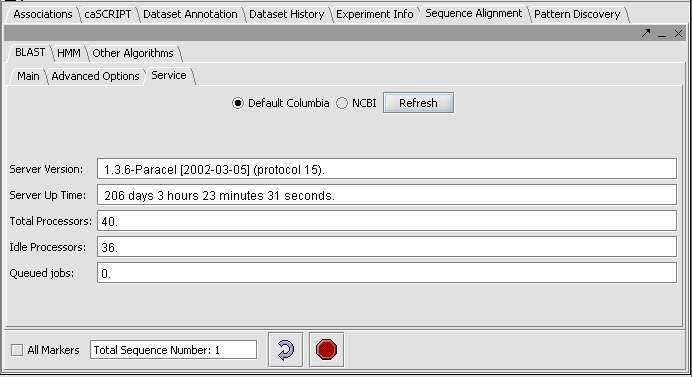 Associations caSCRIPT Dataset Annotation Dataset History Experiment Info Sequence Alignment Pattern Discovery
BLAST HMM Other Algorithms
Main Advanced Options Service
Default Columbia NCBI Refresh
Server Version: 1.3.6-Paracel [2002-03-05] (protocol 15).
Server Up Time: 206 days 3 hours 23 minutes 31 seconds.
Total Processors: 40.
Idle Processors: 36.
Queued jobs: 0.
All Markers Total Sequence Number: 1